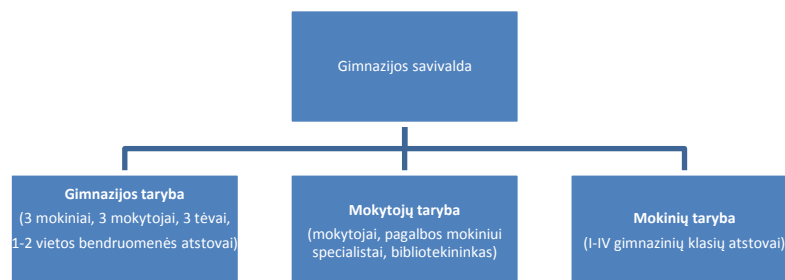 Gimnazijos savivalda
Gimnazijos taryba
(3 mokiniai, 3 mokytojai, 3 tėvai,
1-2 vietos bendruomenės atstovai)
Mokytojų taryba
(mokytojai, pagalbos mokiniui
specialistai, bibliotekininkas)
Mokinių taryba
(I-IV gimnazinių klasių atstovai)